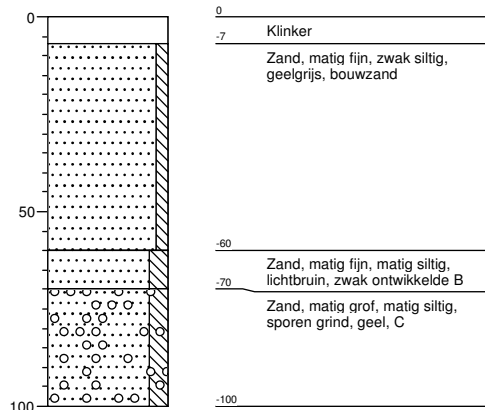 0
50
100
0
Klinker
-7
Zand, matig fijn, zwak siltig,
geelgrijs, bouwzand
-60
Zand, matig fijn, matig siltig,
lichtbruin, zwak ontwikkelde B
-70
Zand, matig grof, matig siltig,
sporen grind, geel, C
-100